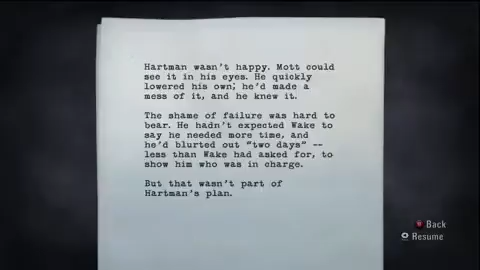 Hartman wasn't happy. Mott could
see it in his eyes. He quickly
lowered his own; he'd made a
mess of it, and he knew it.
The shame of failure was hard to
bear. He hadn't expected Wake to
say he needed more time, and
he'd blurted out "two days" --
less than Wake had asked for, to
show him who was in charge.
But that wasn't part of
Hartman's plan.
Back
Resume